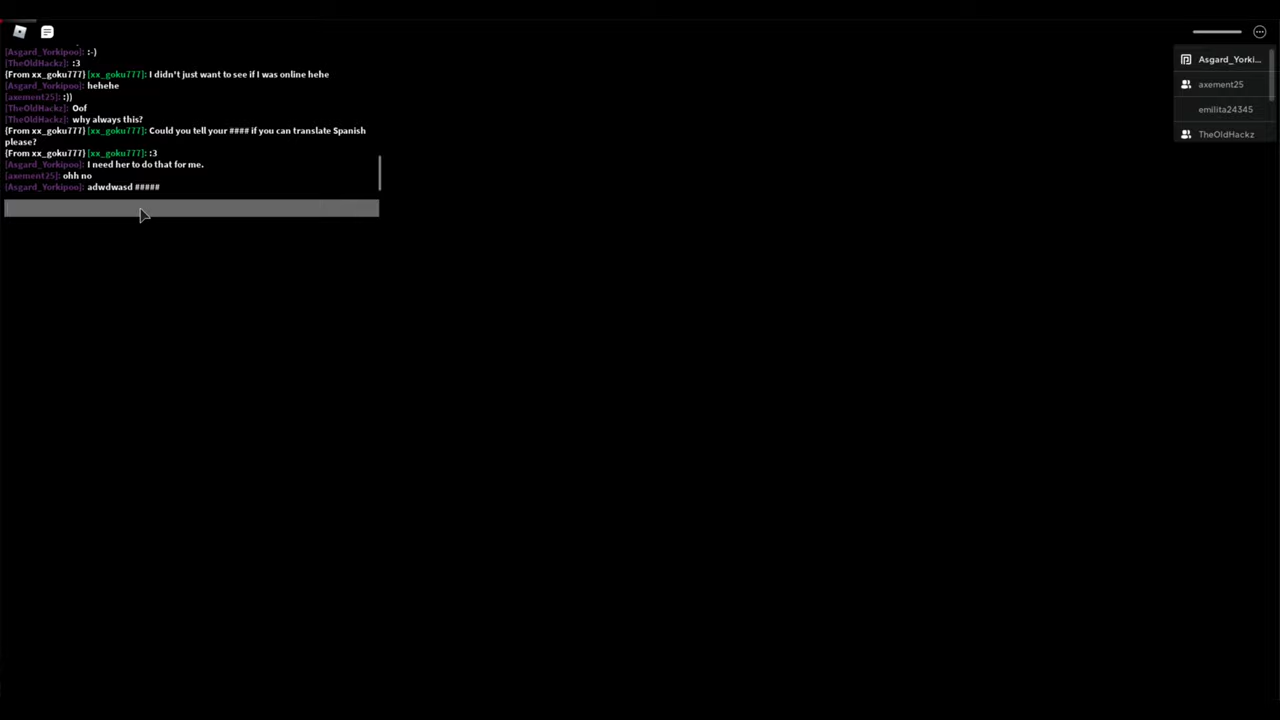 [Asgard_Yorkipoo]: :-)
[TheOldHackz]: :3
{From xx_goku777} [xx_goku777]: I didn't just want to see if I was online hehe
[Asgard_Yorkipoo]: hehehe
[axement25]: :))
[TheOldHackz]: Oof
[TheOldHackz]: why always this?
{From xx_goku777} [xx_goku777]: Could you tell your #### if you can translate Spanish
please?
{From xx_goku777} [xx_goku777]: :3
[Asgard_Yorkipoo]: I need her to do that for me.
[axement25]: ohh no
[Asgard_Yorkipoo]: adwdwasd #####
Asgard_Yorki...
axement25
emilita24345
TheOldHackz